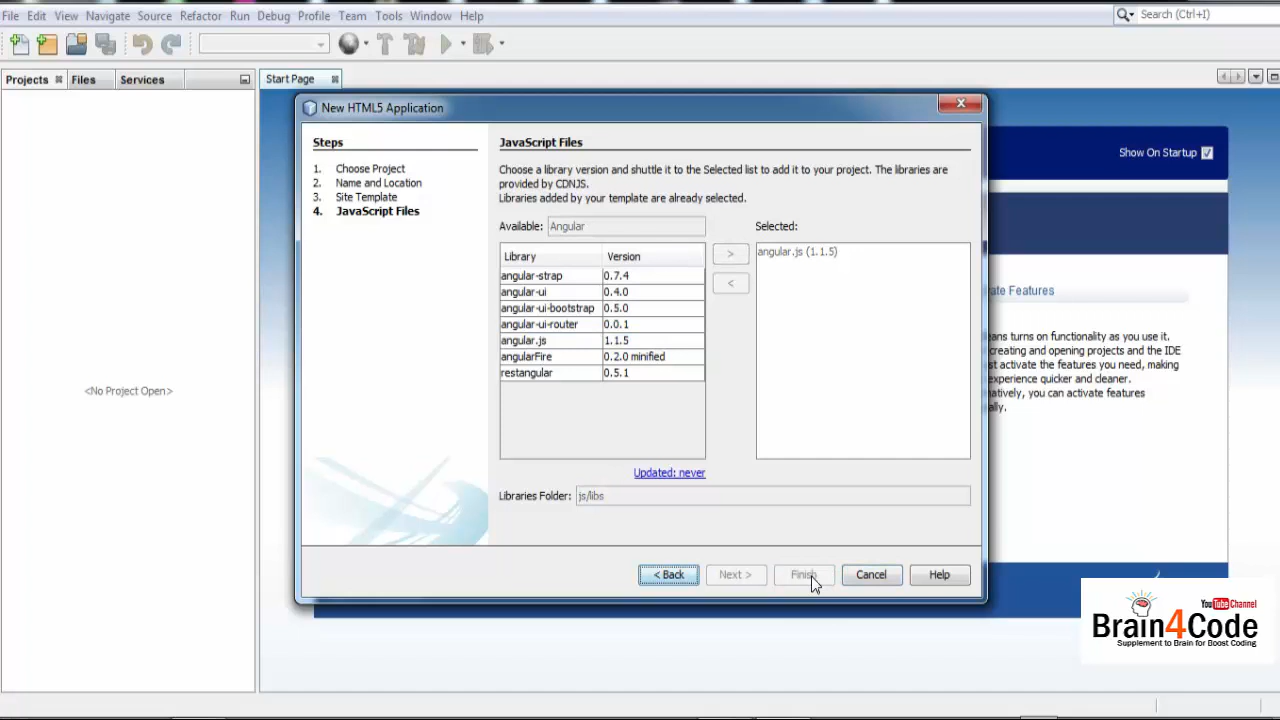 File Edit View Navigate Source Refactor Run Debug Profile Team Tools Window Help
Search (Ctrl+I)
Projects Files Services
Start Page
New HTML5 Application
Show On Startup
Steps
1. Choose Project
2. Name and Location
3. Site Template
4. JavaScript Files
JavaScript Files
Choose a library version and shuttle it to the Selected list to add it to your project. The libraries are
provided by CDNJS.
Libraries added by your template are already selected.
Available: Angular
Selected:
Library Version
angular-strap 0.7.4
angular-ui 0.4.0
angular-ui-bootstrap 0.5.0
angular-ui-router 0.0.1
angular.js 1.1.5
angularFire 0.2.0 minified
restangular 0.5.1
>
<
angular.js (1.1.5)
Updated: never
Libraries Folder: js/libs
< Back Next > Finish Cancel Help
<No Project Open>
ate Features
ans turns on functionality as you use it.
creating and opening projects and the IDE
st activate the features you need, making
experience quicker and cleaner.
natively, you can activate features
ally.
You Tube Channel
Brain4Code
Supplement to Brain for Boost Coding